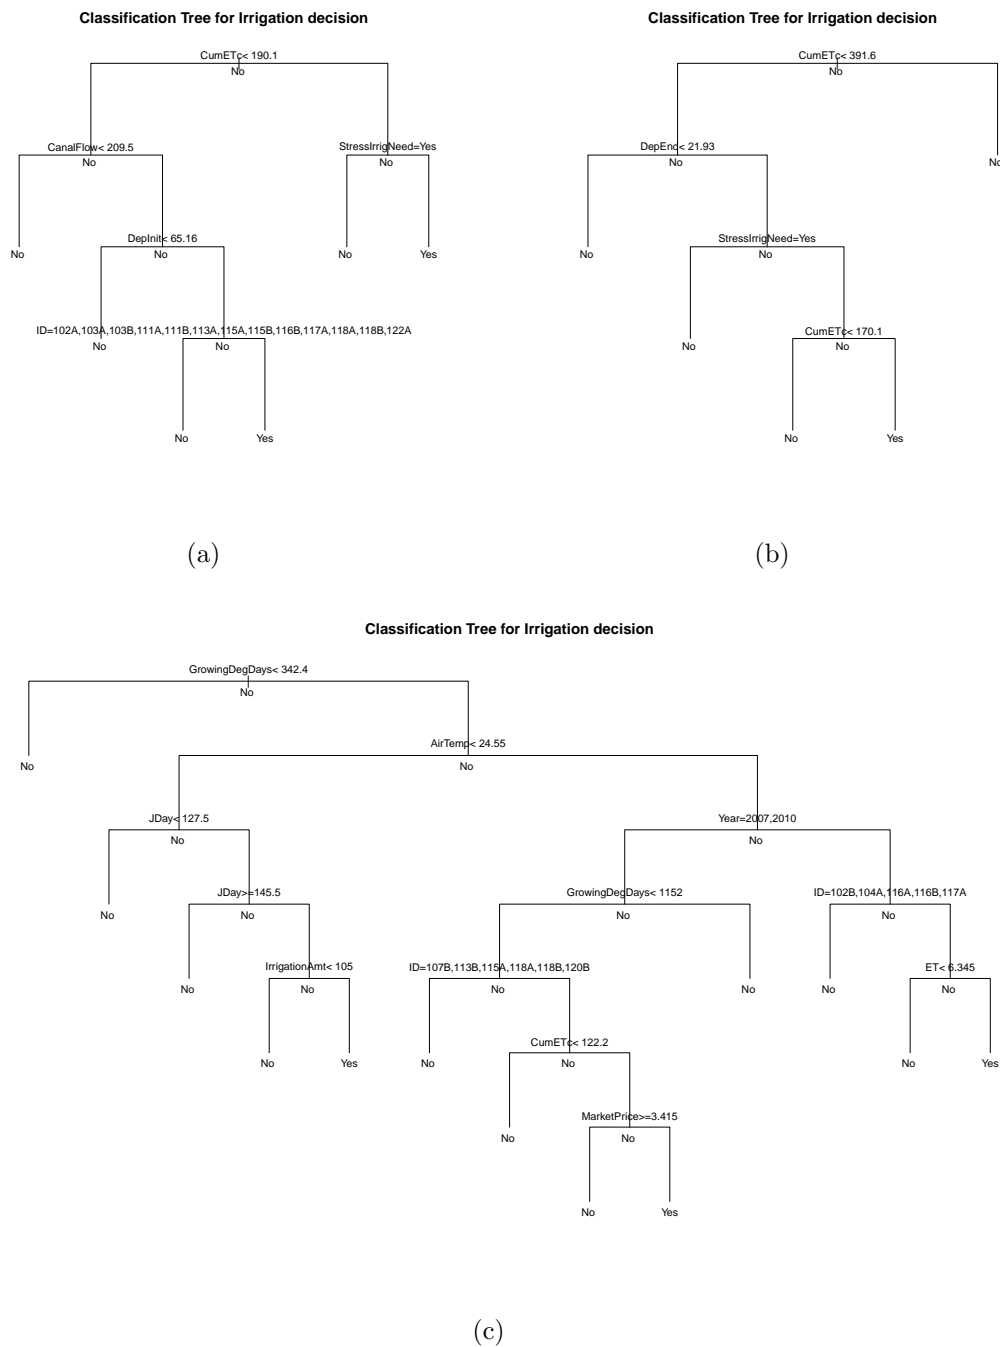 Classification Tree for Irrigation decision
CumETc< 190.1
No
CanalFlow< 209.5
No
StressIrrigNeed=Yes
No
No
DepInit< 65.16
No
No
Yes
ID=102A,103A,103B,111A,111B,113A,115A,115B,116B,117A,118A,118B,122A
No
No
No
Yes
(a)
Classification Tree for Irrigation decision
CumETc< 391.6
No
DepEnd< 21.93
No
No
No
StressIrrigNeed=Yes
No
No
CumETc< 170.1
No
No
Yes
(b)
Classification Tree for Irrigation decision
GrowingDegDays< 342.4
No
No
AirTemp< 24.55
No
JDay< 127.5
No
Year=2007,2010
No
No
JDay>=145.5
No
GrowingDegDays< 1152
No
ID=102B,104A,116A,116B,117A
No
No
IrrigationAmt< 105
No
ID=107B,113B,115A,118A,118B,120B
No
No
No
ET< 6.345
No
No
Yes
No
CumETc< 122.2
No
No
Yes
No
MarketPrice>=3.415
No
No
Yes
(c)